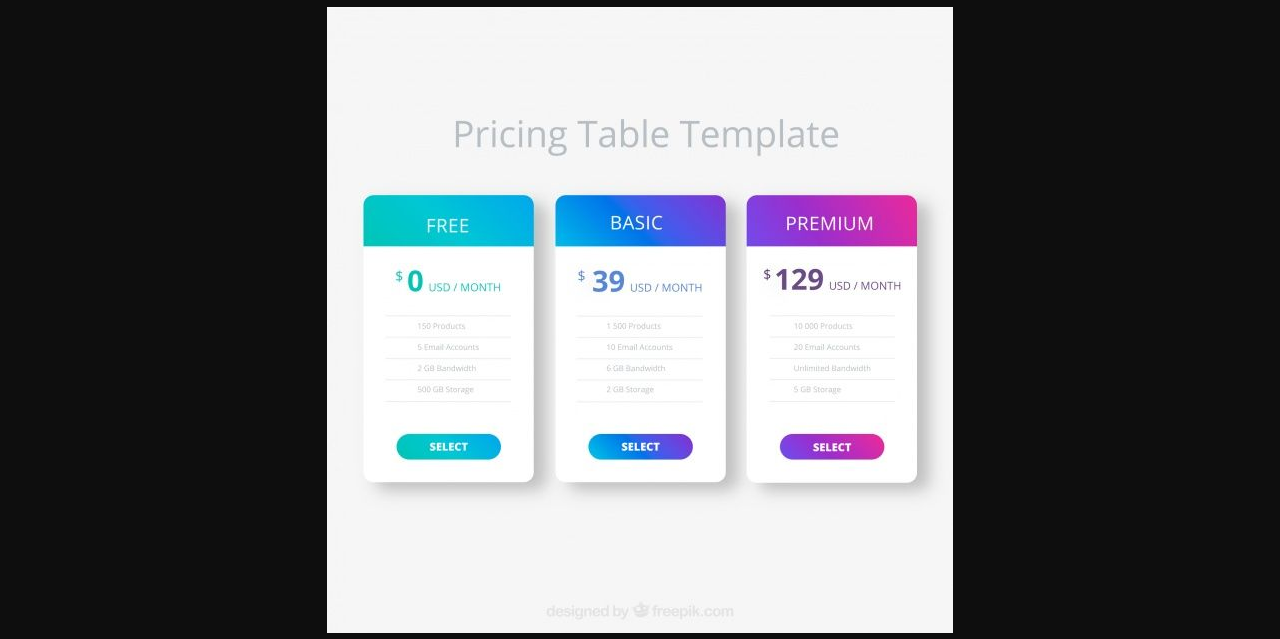 Pricing Table Template
FREE
$ 0 USD / MONTH
150 Products
5 Email Accounts
2 GB Bandwidth
500 GB Storage
SELECT
BASIC
$ 39 USD / MONTH
1 500 Products
10 Email Accounts
6 GB Bandwidth
2 GB Storage
SELECT
PREMIUM
$ 129 USD / MONTH
10 000 Products
20 Email Accounts
Unlimited Bandwidth
5 GB Storage
SELECT
designed by freepik.com